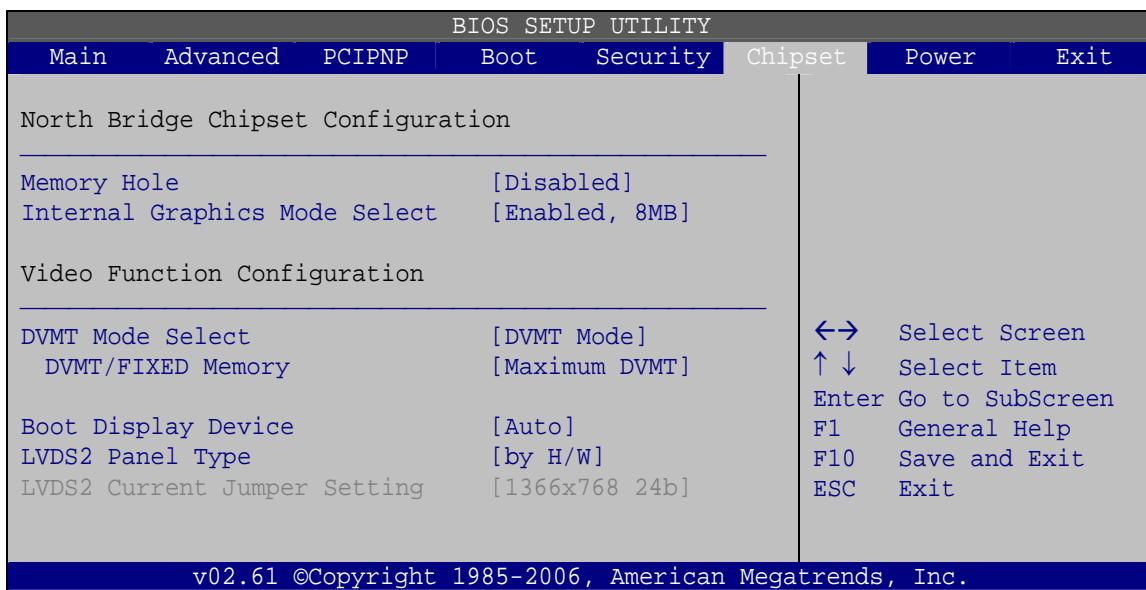 BIOS SETUP UTILITY
Main Advanced PCIPNP Boot Security Chipset Power Exit
North Bridge Chipset Configuration
Memory Hole [Disabled]
Internal Graphics Mode Select [Enabled, 8MB]
Video Function Configuration
DVMT Mode Select [DVMT Mode]
DVMT/FIXED Memory [Maximum DVMT]
Boot Display Device [Auto]
LVDS2 Panel Type [by H/W]
LVDS2 Current Jumper Setting [1366x768 24b]
←→ Select Screen
↑ ↓ Select Item
Enter Go to SubScreen
F1 General Help
F10 Save and Exit
ESC Exit
v02.61 ©Copyright 1985-2006, American Megatrends, Inc.